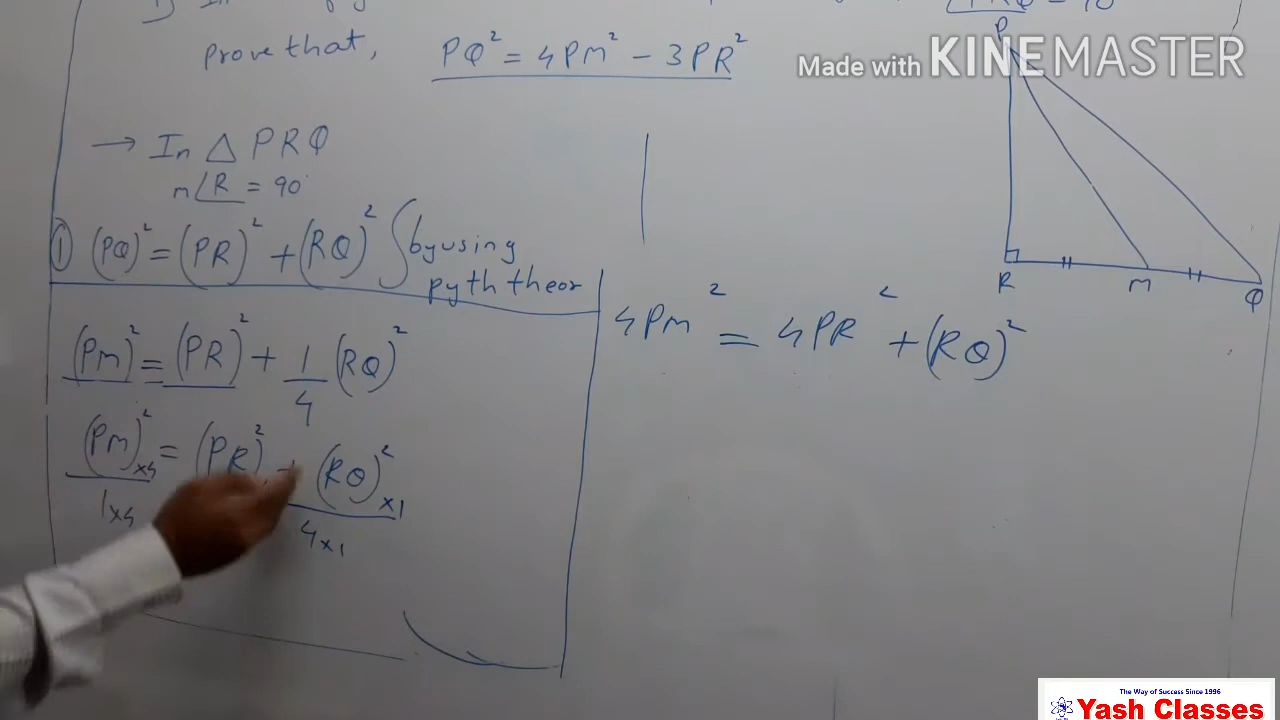 prove that, PQ² = 4PM² − 3PR²
Made with KINEMASTER
P
→ In △ PRQ
m∠R = 90°
① (PQ)² = (PR)² + (RQ)² ∫ by using
pyth theor
R M Q
(PM)² = (PR)² + 1/4 (RQ)²
4PM² = 4PR² + (RQ)²
(PM)²×4 = (PR)² + (RQ)²×1
1×4 4×1
The Way of Success Since 1996
Yash Classes